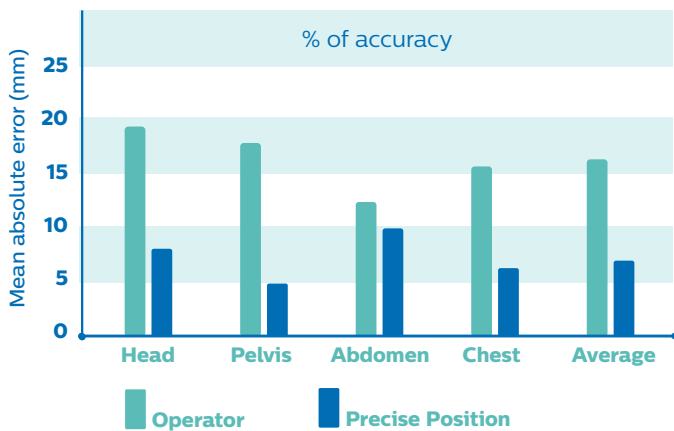 % of accuracy
Mean absolute error (mm)
25
20
15
10
5
0
Head Pelvis Abdomen Chest Average
Operator Precise Position